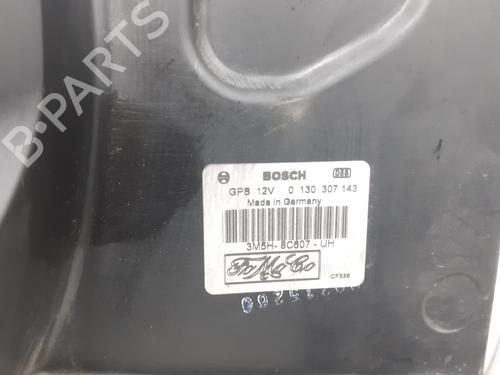 B-PARTS
BOSCH
GPB 12V 0 130 307 143
Made in Germany
3M5H-8C607-UH
FoMoCo
CF339